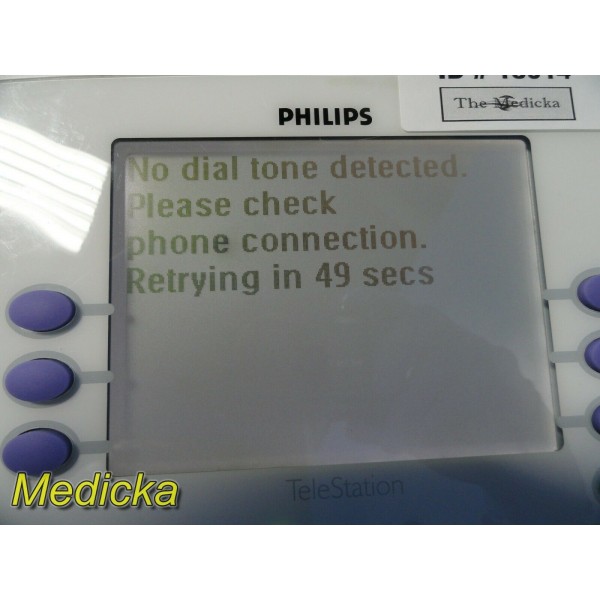 The Medicka
PHILIPS
No dial tone detected.
Please check
phone connection.
Retrying in 49 secs
TeleStation
Medicka